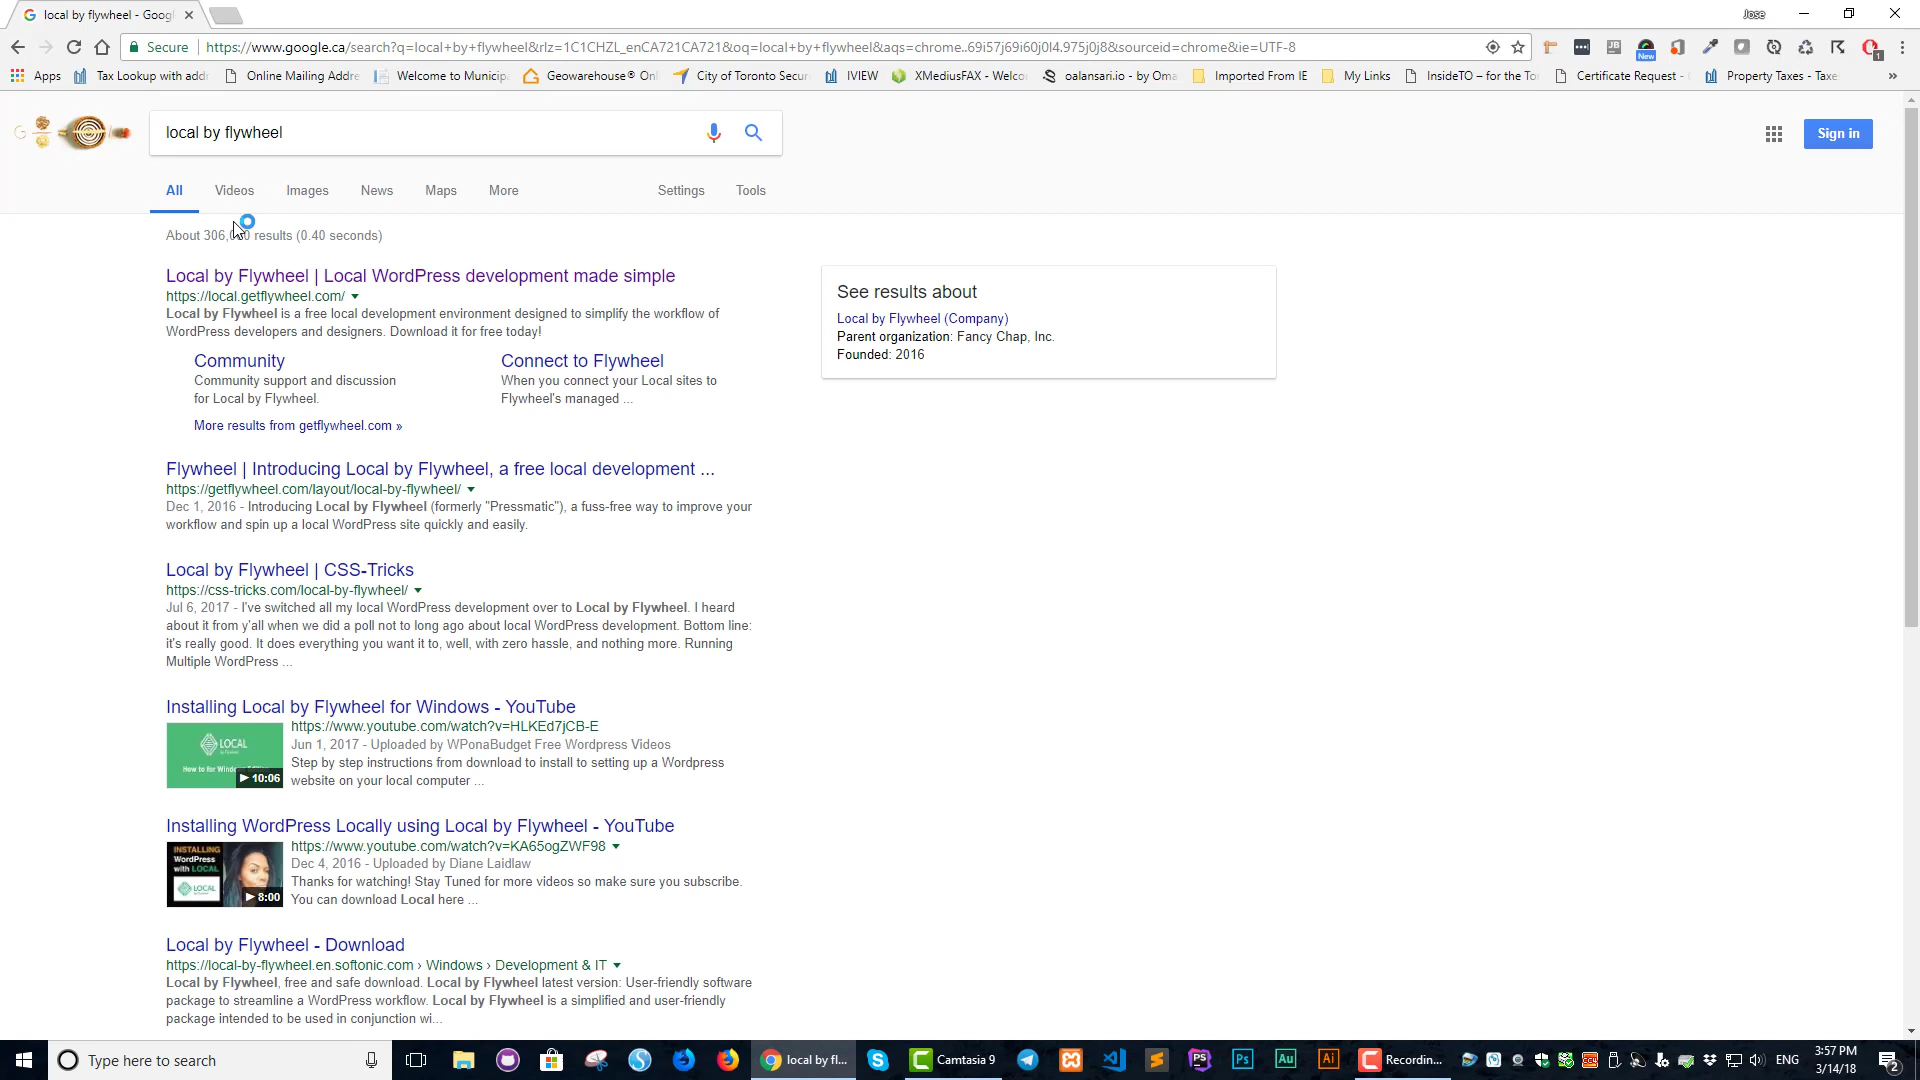 local by flywheel - Googl
Jose
Secure
https://www.google.ca/search?q=local+by+flywheel&rlz=1C1CHZL_enCA721CA721&oq=local+by+flywheel&aqs=chrome..69i57j69i60j0l4.975j0j8&sourceid=chrome&ie=UTF-8
New
1
Apps
Tax Lookup with addr
Online Mailing Addre
Welcome to Municipa
Geowarehouse® Onl
City of Toronto Secur
IVIEW
XMediusFAX - Welco
oalansari.io - by Oma
Imported From IE
My Links
InsideTO – for the To
Certificate Request -
Property Taxes - Taxe
»
local by flywheel
Sign in
All
Videos
Images
News
Maps
More
Settings
Tools
results (0.40 seconds)
Local by Flywheel | Local WordPress development made simple
https://local.getflywheel.com/
Local by Flywheel is a free local development environment designed to simplify the workflow of
WordPress developers and designers. Download it for free today!
Community
Community support and discussion
for Local by Flywheel.
Connect to Flywheel
When you connect your Local sites to
Flywheel's managed ...
More results from getflywheel.com »
See results about
Local by Flywheel (Company)
Parent organization: Fancy Chap, Inc.
Founded: 2016
Flywheel | Introducing Local by Flywheel, a free local development ...
https://getflywheel.com/layout/local-by-flywheel/
Dec 1, 2016 - Introducing Local by Flywheel (formerly "Pressmatic"), a fuss-free way to improve your
workflow and spin up a local WordPress site quickly and easily.
Local by Flywheel | CSS-Tricks
https://css-tricks.com/local-by-flywheel/
Jul 6, 2017 - I've switched all my local WordPress development over to Local by Flywheel. I heard
about it from y'all when we did a poll not to long ago about local WordPress development. Bottom line:
it's really good. It does everything you want it to, well, with zero hassle, and nothing more. Running
Multiple WordPress ...
Installing Local by Flywheel for Windows - YouTube
LOCAL
by Flywheel
How to for Window
10:06
https://www.youtube.com/watch?v=HLKEd7jCB-E
Jun 1, 2017 - Uploaded by WPonaBudget Free Wordpress Videos
Step by step instructions from download to install to setting up a Wordpress
website on your local computer ...
Installing WordPress Locally using Local by Flywheel - YouTube
INSTALLING
WordPress
with LOCAL
LOCAL
8:00
https://www.youtube.com/watch?v=KA65ogZWF98
Dec 4, 2016 - Uploaded by Diane Laidlaw
Thanks for watching! Stay Tuned for more videos so make sure you subscribe.
You can download Local here ...
Local by Flywheel - Download
https://local-by-flywheel.en.softonic.com › Windows › Development & IT
Local by Flywheel, free and safe download. Local by Flywheel latest version: User-friendly software
package to streamline a WordPress workflow. Local by Flywheel is a simplified and user-friendly
package intended to be used in conjunction wi...
Type here to search
local by fl...
Camtasia 9
Recordin...
ENG
3:57 PM
3/14/18
2